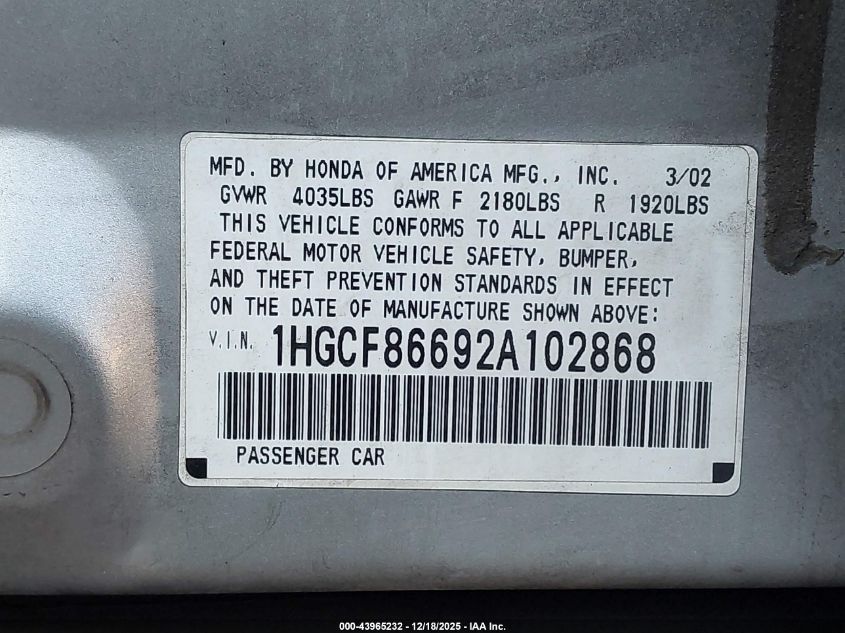 MFD. BY HONDA OF AMERICA MFG., INC. 3/02
GVWR 4035LBS GAWR F 2180LBS R 1920LBS
THIS VEHICLE CONFORMS TO ALL APPLICABLE
FEDERAL MOTOR VEHICLE SAFETY, BUMPER,
AND THEFT PREVENTION STANDARDS IN EFFECT
ON THE DATE OF MANUFACTURE SHOWN ABOVE:
V.I.N. 1HGCF86692A102868
PASSENGER CAR
000-43965232 - 12/18/2025 - IAA Inc.